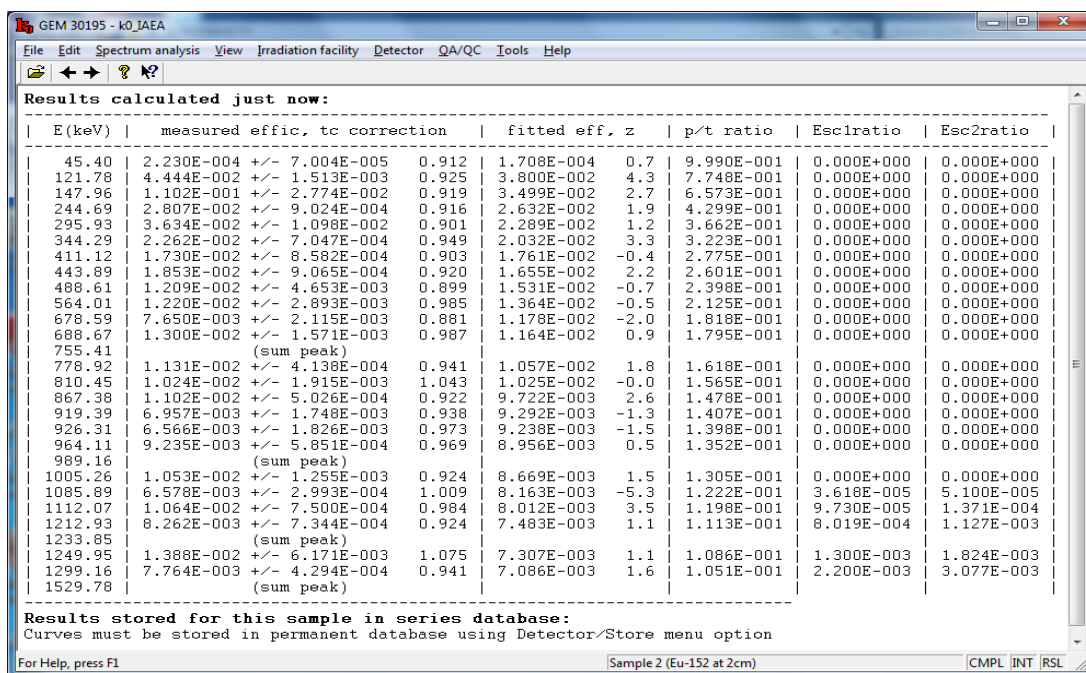 GEM 30195 - k0_IAEA
File Edit Spectrum analysis View Irradiation facility Detector QA/QC Tools Help
Results calculated just now:
| E(keV) | measured effic, tc correction | fitted eff, z | p/t ratio | Esc1ratio | Esc2ratio |
| 45.40 | 2.230E-004 +/- 7.004E-005 0.912 | 1.708E-004 0.7 | 9.990E-001 | 0.000E+000 | 0.000E+000 |
| 121.78 | 4.444E-002 +/- 1.513E-003 0.925 | 3.800E-002 4.3 | 7.748E-001 | 0.000E+000 | 0.000E+000 |
| 147.96 | 1.102E-001 +/- 2.774E-002 0.919 | 3.499E-002 2.7 | 6.573E-001 | 0.000E+000 | 0.000E+000 |
| 244.69 | 2.807E-002 +/- 9.024E-004 0.916 | 2.632E-002 1.9 | 4.299E-001 | 0.000E+000 | 0.000E+000 |
| 295.93 | 3.634E-002 +/- 1.098E-002 0.901 | 2.289E-002 1.2 | 3.662E-001 | 0.000E+000 | 0.000E+000 |
| 344.29 | 2.262E-002 +/- 7.047E-004 0.949 | 2.032E-002 3.3 | 3.223E-001 | 0.000E+000 | 0.000E+000 |
| 411.12 | 1.730E-002 +/- 8.582E-004 0.903 | 1.761E-002 -0.4 | 2.775E-001 | 0.000E+000 | 0.000E+000 |
| 443.89 | 1.853E-002 +/- 9.065E-004 0.920 | 1.655E-002 2.2 | 2.601E-001 | 0.000E+000 | 0.000E+000 |
| 488.61 | 1.209E-002 +/- 4.653E-003 0.899 | 1.531E-002 -0.7 | 2.398E-001 | 0.000E+000 | 0.000E+000 |
| 564.01 | 1.220E-002 +/- 2.893E-003 0.985 | 1.364E-002 -0.5 | 2.125E-001 | 0.000E+000 | 0.000E+000 |
| 678.59 | 7.650E-003 +/- 2.115E-003 0.881 | 1.178E-002 -2.0 | 1.818E-001 | 0.000E+000 | 0.000E+000 |
| 688.67 | 1.300E-002 +/- 1.571E-003 0.987 | 1.164E-002 0.9 | 1.795E-001 | 0.000E+000 | 0.000E+000 |
| 755.41 | (sum peak) | | | | |
| 778.92 | 1.131E-002 +/- 4.138E-004 0.941 | 1.057E-002 1.8 | 1.618E-001 | 0.000E+000 | 0.000E+000 |
| 810.45 | 1.024E-002 +/- 1.915E-003 1.043 | 1.025E-002 -0.0 | 1.565E-001 | 0.000E+000 | 0.000E+000 |
| 867.38 | 1.102E-002 +/- 5.026E-004 0.922 | 9.722E-003 2.6 | 1.478E-001 | 0.000E+000 | 0.000E+000 |
| 919.39 | 6.957E-003 +/- 1.748E-003 0.938 | 9.292E-003 -1.3 | 1.407E-001 | 0.000E+000 | 0.000E+000 |
| 926.31 | 6.566E-003 +/- 1.826E-003 0.973 | 9.238E-003 -1.5 | 1.398E-001 | 0.000E+000 | 0.000E+000 |
| 964.11 | 9.235E-003 +/- 5.851E-004 0.969 | 8.956E-003 0.5 | 1.352E-001 | 0.000E+000 | 0.000E+000 |
| 989.16 | (sum peak) | | | | |
| 1005.26 | 1.053E-002 +/- 1.255E-003 0.924 | 8.669E-003 1.5 | 1.305E-001 | 0.000E+000 | 0.000E+000 |
| 1085.89 | 6.578E-003 +/- 2.993E-004 1.009 | 8.163E-003 -5.3 | 1.222E-001 | 3.618E-005 | 5.100E-005 |
| 1112.07 | 1.064E-002 +/- 7.500E-004 0.984 | 8.012E-003 3.5 | 1.198E-001 | 9.730E-005 | 1.371E-004 |
| 1212.93 | 8.262E-003 +/- 7.344E-004 0.924 | 7.483E-003 1.1 | 1.113E-001 | 8.019E-004 | 1.127E-003 |
| 1233.85 | (sum peak) | | | | |
| 1249.95 | 1.388E-002 +/- 6.171E-003 1.075 | 7.307E-003 1.1 | 1.086E-001 | 1.300E-003 | 1.824E-003 |
| 1299.16 | 7.764E-003 +/- 4.294E-004 0.941 | 7.086E-003 1.6 | 1.051E-001 | 2.200E-003 | 3.077E-003 |
| 1529.78 | (sum peak) | | | | |
Results stored for this sample in series database:
Curves must be stored in permanent database using Detector/Store menu option
For Help, press F1 Sample 2 (Eu-152 at 2cm) CMPL INT RSL